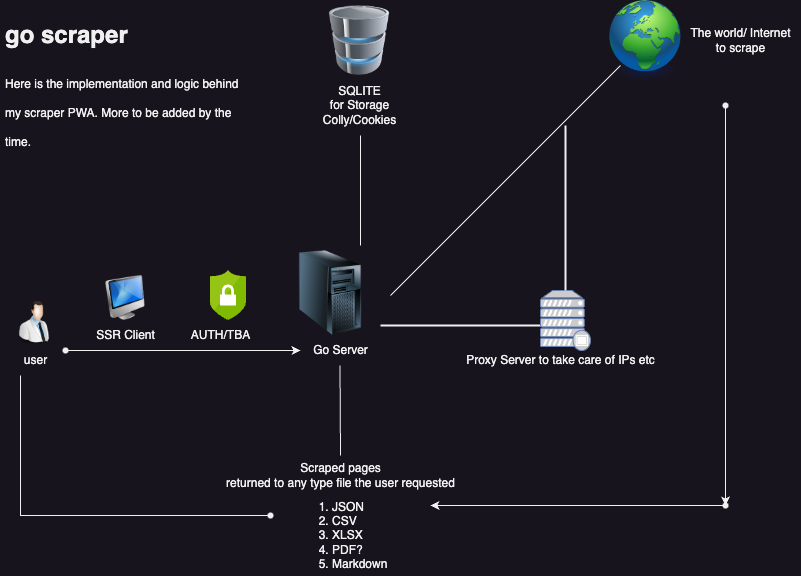 go scraper
Here is the implementation and logic behind
my scraper PWA. More to be added by the
time.
SQLITE
for Storage
Colly/Cookies
The world/ Internet
to scrape
SSR Client
AUTH/TBA
user
Go Server
Proxy Server to take care of IPs etc
Scraped pages
returned to any type file the user requested
1. JSON
2. CSV
3. XLSX
4. PDF?
5. Markdown